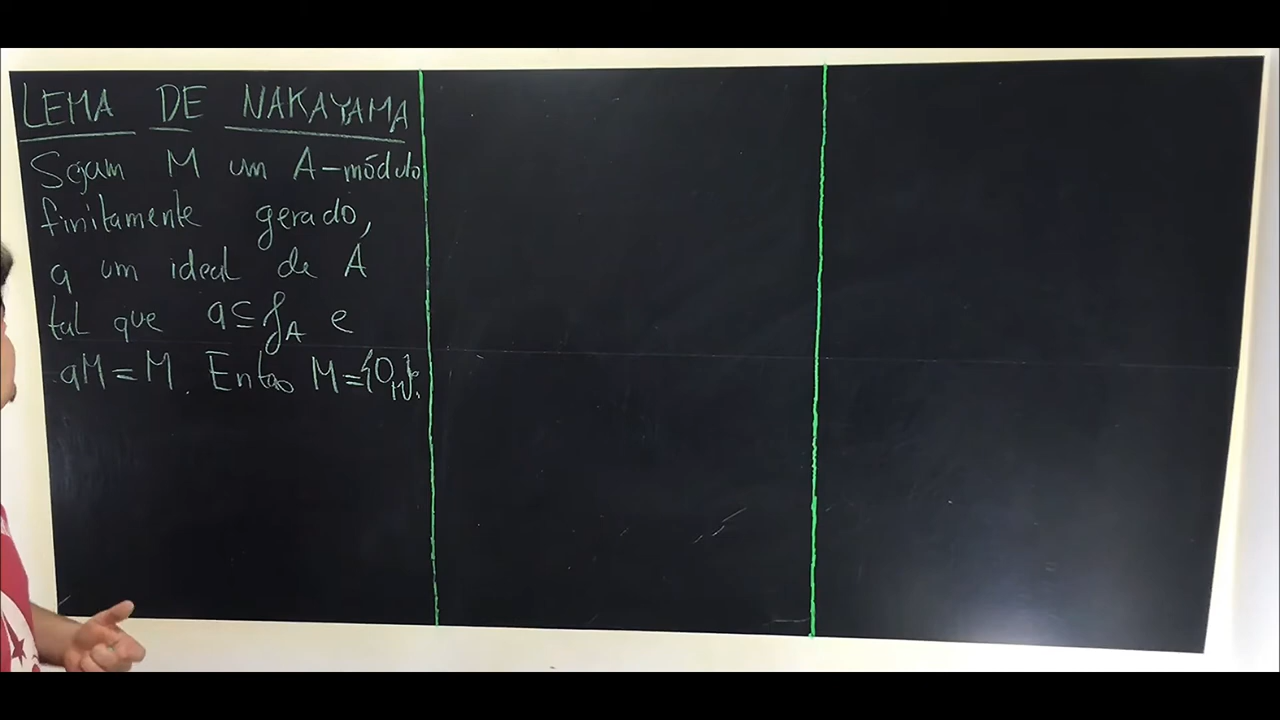 LEMA DE NAKAYAMA
Sejam M um A-módulo
finitamente gerado,
a um ideal de A
tal que a ⊆ J_A e
aM = M. Então M = {0_M}.